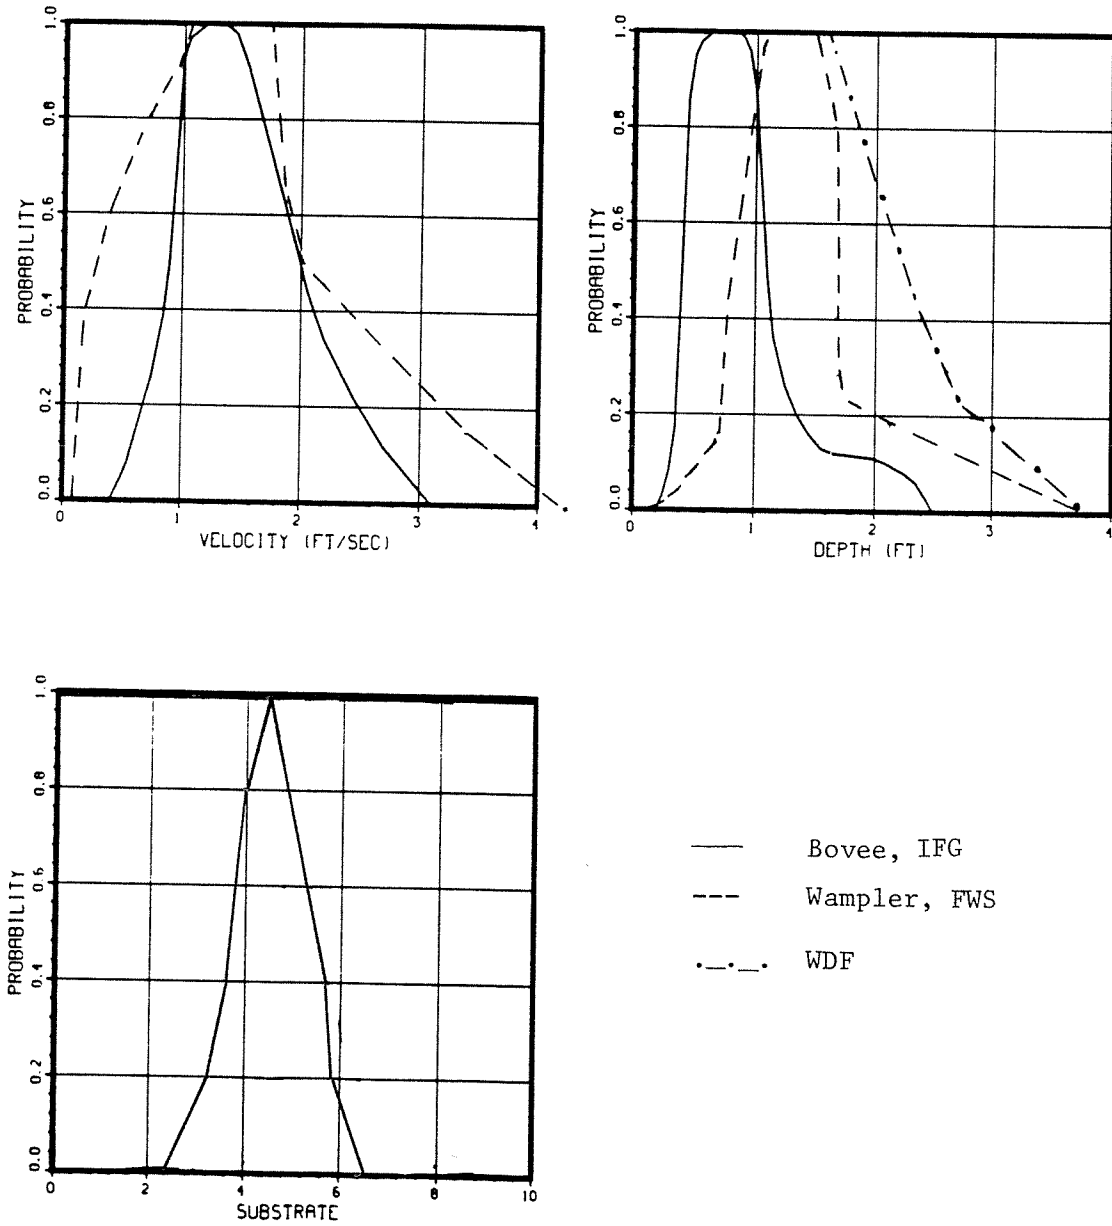 1.0
0.8
0.6
0.4
0.2
0.0
PROBABILITY
0 1 2 3 4
VELOCITY (FT/SEC)
1.0
0.8
0.6
0.4
0.2
0.0
PROBABILITY
0 1 2 3 4
DEPTH (FT)
1.0
0.8
0.6
0.4
0.2
0.0
PROBABILITY
0 2 4 6 8 10
SUBSTRATE
Bovee, IFG
Wampler, FWS
WDF